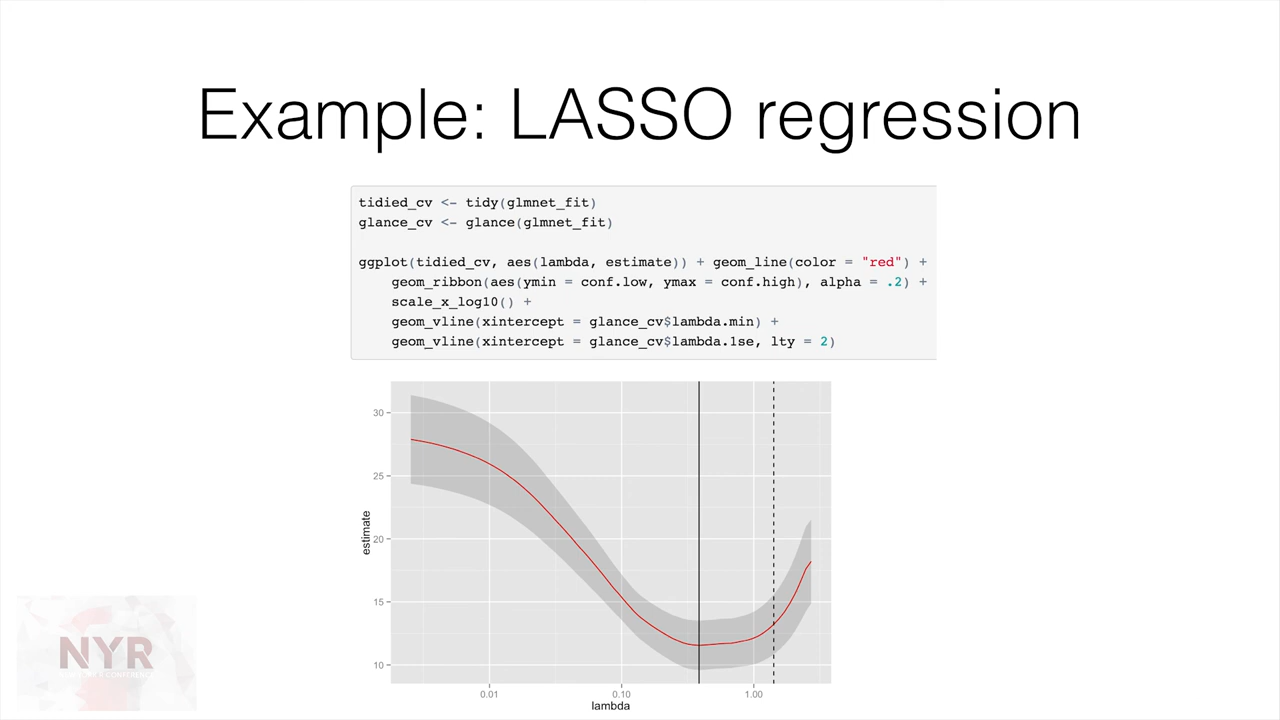 Example: LASSO regression
tidied_cv <- tidy(glmnet_fit)
glance_cv <- glance(glmnet_fit)
ggplot(tidied_cv, aes(lambda, estimate)) + geom_line(color = "red") +
geom_ribbon(aes(ymin = conf.low, ymax = conf.high), alpha = .2) +
scale_x_log10() +
geom_vline(xintercept = glance_cv$lambda.min) +
geom_vline(xintercept = glance_cv$lambda.1se, lty = 2)
30
25
20
15
10
estimate
0.01 0.10 1.00
lambda
NYR
CONFERENCE